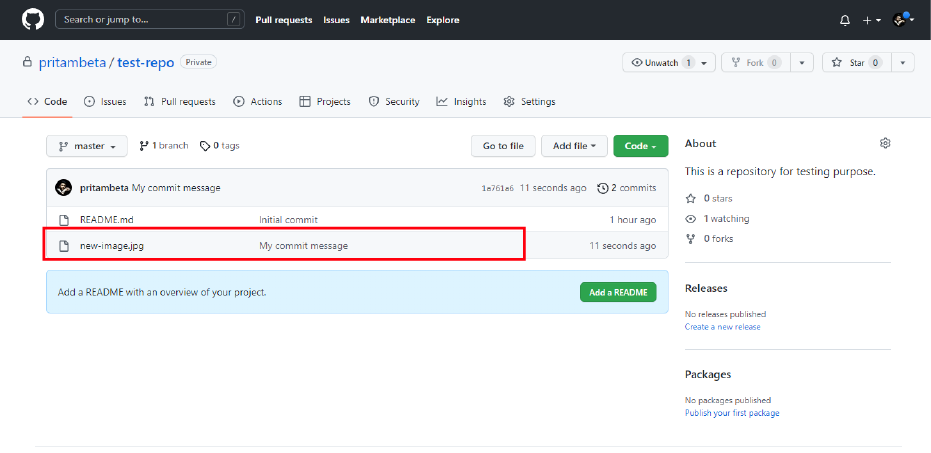 Search or jump to... / Pull requests Issues Marketplace Explore
pritambeta / test-repo Private Unwatch 1 Fork 0 Star 0
Code Issues Pull requests Actions Projects Security Insights Settings
master 1 branch 0 tags Go to file Add file Code About
This is a repository for testing purpose.
pritambeta My commit message 1a761a6 11 seconds ago 2 commits
0 stars
README.md Initial commit 1 hour ago
1 watching
new-image.jpg My commit message 11 seconds ago
0 forks
Add a README with an overview of your project. Add a README
Releases
No releases published
Create a new release
Packages
No packages published
Publish your first package